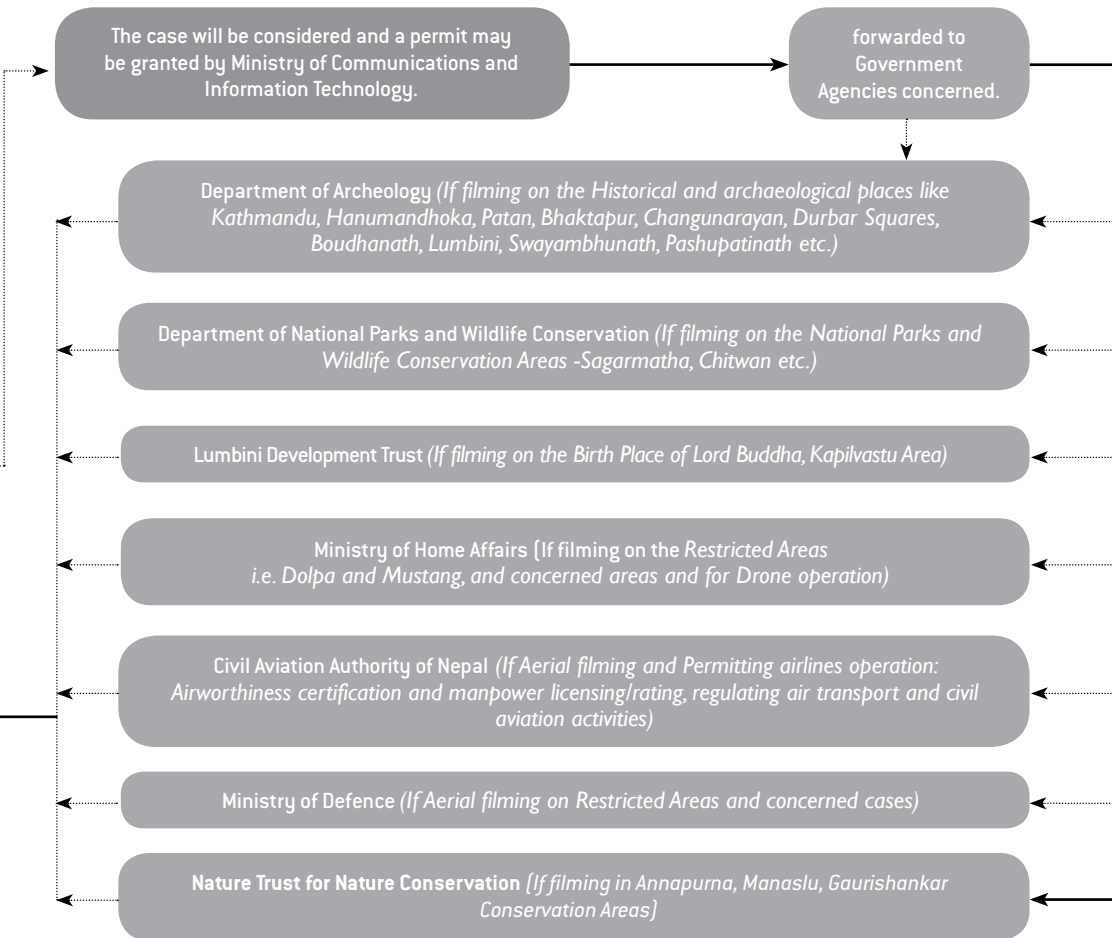 The case will be considered and a permit may
be granted by Ministry of Communications and
Information Technology.
forwarded to
Government
Agencies concerned.
Department of Archeology (If filming on the Historical and archaeological places like
Kathmandu, Hanumandhoka, Patan, Bhaktapur, Changunarayan, Durbar Squares,
Boudhanath, Lumbini, Swayambhunath, Pashupatinath etc.)
Department of National Parks and Wildlife Conservation (If filming on the National Parks and
Wildlife Conservation Areas -Sagarmatha, Chitwan etc.)
Lumbini Development Trust (If filming on the Birth Place of Lord Buddha, Kapilvastu Area)
Ministry of Home Affairs (If filming on the Restricted Areas
i.e. Dolpa and Mustang, and concerned areas and for Drone operation)
Civil Aviation Authority of Nepal (If Aerial filming and Permitting airlines operation:
Airworthiness certification and manpower licensing/rating, regulating air transport and civil
aviation activities)
Ministry of Defence (If Aerial filming on Restricted Areas and concerned cases)
Nature Trust for Nature Conservation (If filming in Annapurna, Manaslu, Gaurishankar
Conservation Areas)